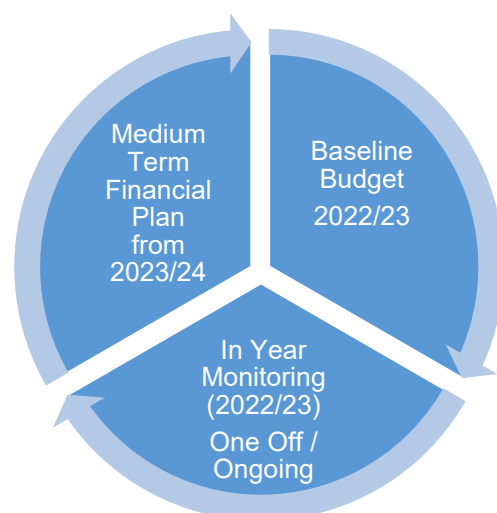 Medium
Term
Financial
Plan
from
2023/24
Baseline
Budget
2022/23
In Year
Monitoring
(2022/23)
One Off /
Ongoing